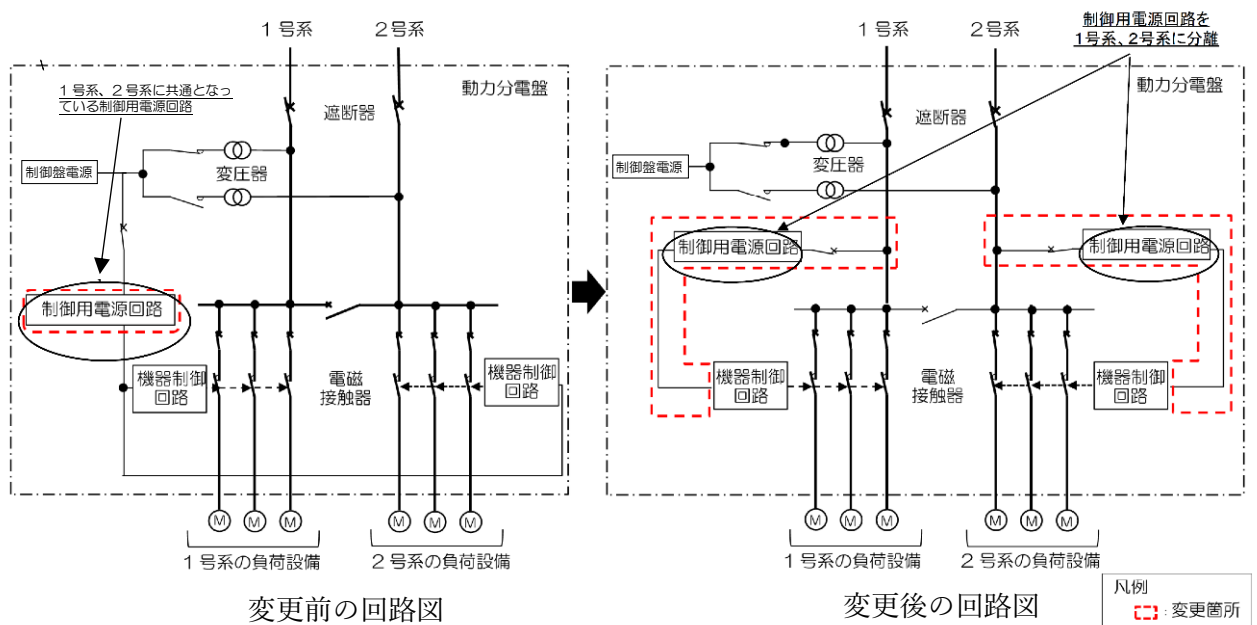 1号系
2号系
動力分電盤
1号系、2号系に共通となっ
ている制御用電源回路
遮断器
変圧器
制御盤電源
制御用電源回路
機器制御
回路
電磁
接触器
機器制御
回路
M
M
M
M
M
M
1号系の負荷設備
2号系の負荷設備
変更前の回路図
制御用電源回路を
1号系、2号系に分離
1号系
2号系
動力分電盤
遮断器
変圧器
制御盤電源
制御用電源回路
制御用電源回路
機器制御
回路
電磁
接触器
機器制御
回路
M
M
M
M
M
M
1号系の負荷設備
2号系の負荷設備
変更後の回路図
凡例
:変更箇所